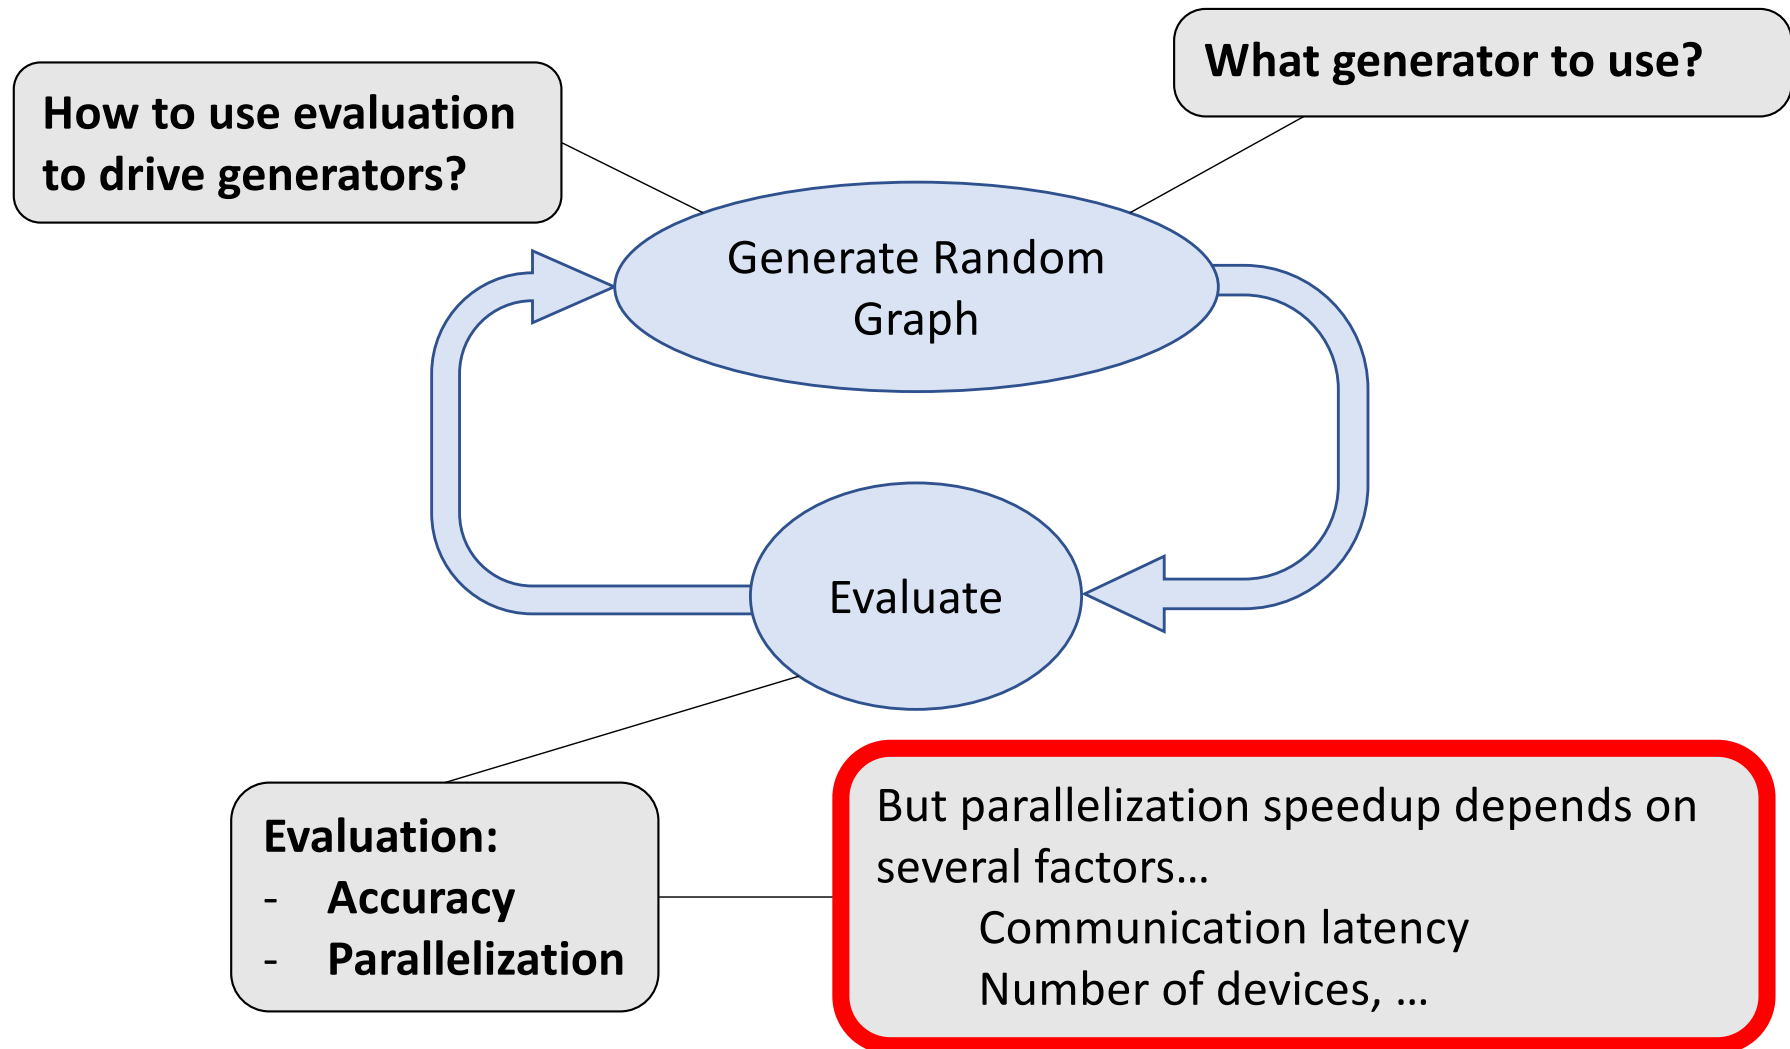 What generator to use?
How to use evaluation
to drive generators?
Generate Random
Graph
Evaluate
Evaluation:
- Accuracy
- Parallelization
But parallelization speedup depends on
several factors…
Communication latency
Number of devices, …